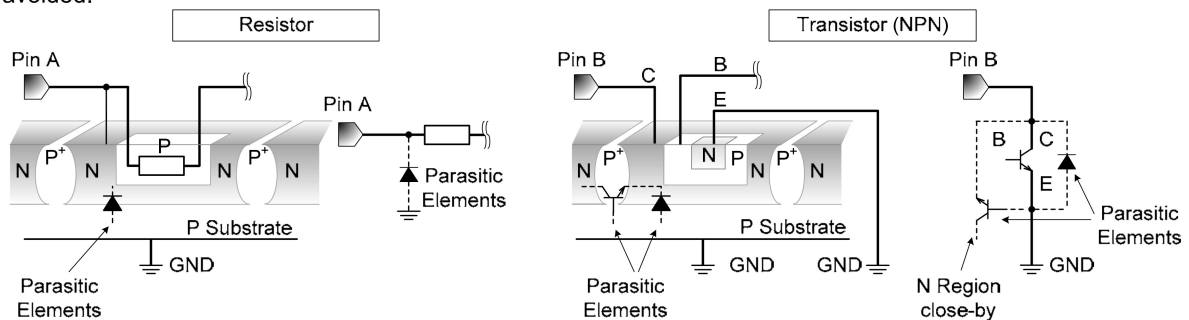 avoided.
Resistor
Transistor (NPN)
Pin A
Pin A
N
P+
N
P
P+
N
N
Parasitic
Elements
P Substrate
GND
Parasitic
Elements
Pin B
C
B
E
N
P+
N
N
P
P+
N
N
P Substrate
GND
GND
Parasitic
Elements
Pin B
B
C
E
Parasitic
Elements
GND
N Region
close-by